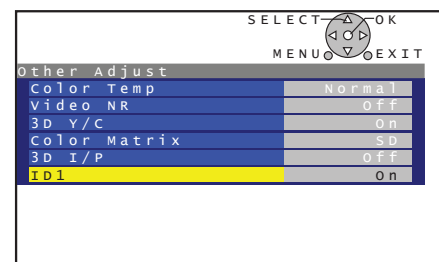 SELECT OK
MENU EXIT
Other Adjust
Color Temp Normal
Video NR Off
3D Y/C On
Color Matrix SD
3D I/P Off
ID1 On